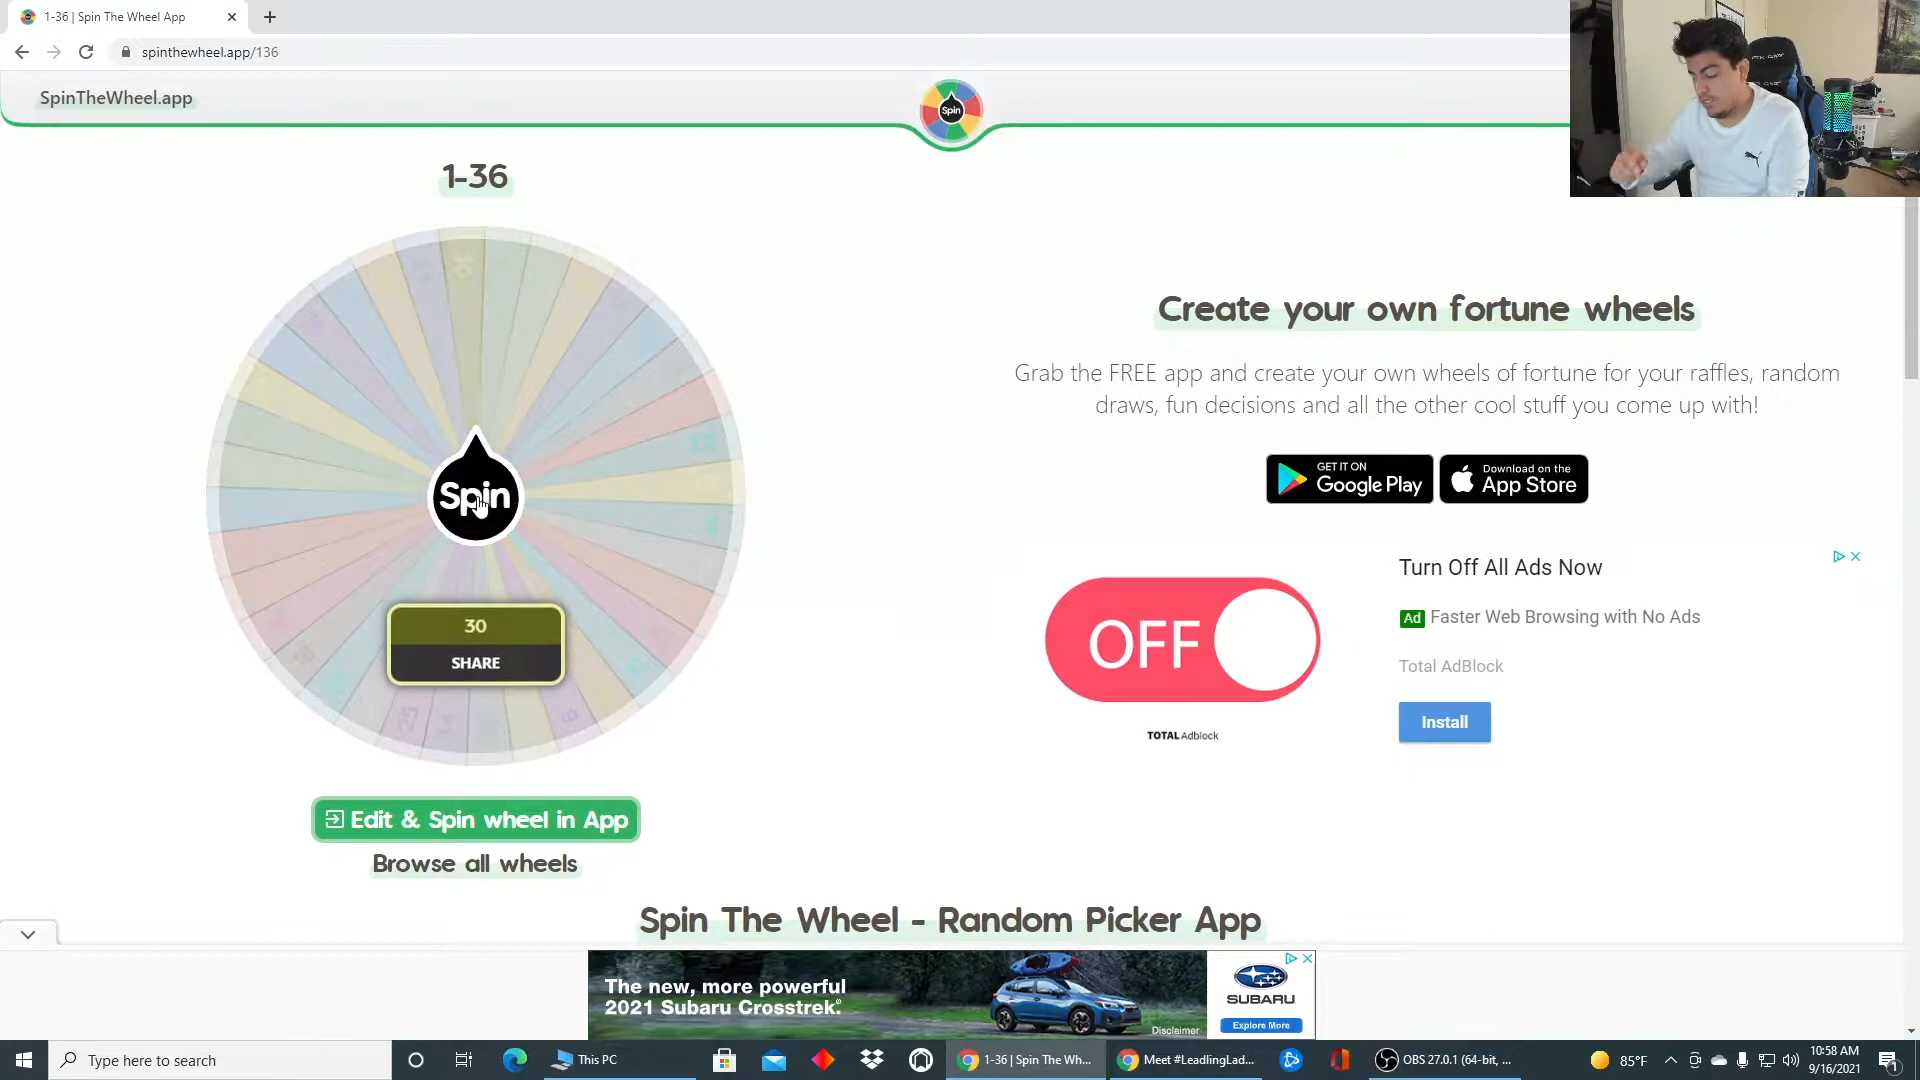 1-36 | Spin The Wheel App
spinthewheel.app/136
SpinTheWheel.app
Spin
1-36
30
Spin
30
SHARE
25
14
6
Edit & Spin wheel in App
Browse all wheels
Create your own fortune wheels
Grab the FREE app and create your own wheels of fortune for your raffles, random
draws, fun decisions and all the other cool stuff you come up with!
GET IT ON
Google Play
Download on the
App Store
OFF
TOTAL Adblock
Turn Off All Ads Now
Ad Faster Web Browsing with No Ads
Total AdBlock
Install
Spin The Wheel - Random Picker App
The new, more powerful
2021 Subaru Crosstrek.®
Disclaimer
SUBARU
Explore More
Type here to search
This PC
1-36 | Spin The Wh...
Meet #LeadlingLad...
OBS 27.0.1 (64-bit, ...
85°F
10:58 AM
9/16/2021
1